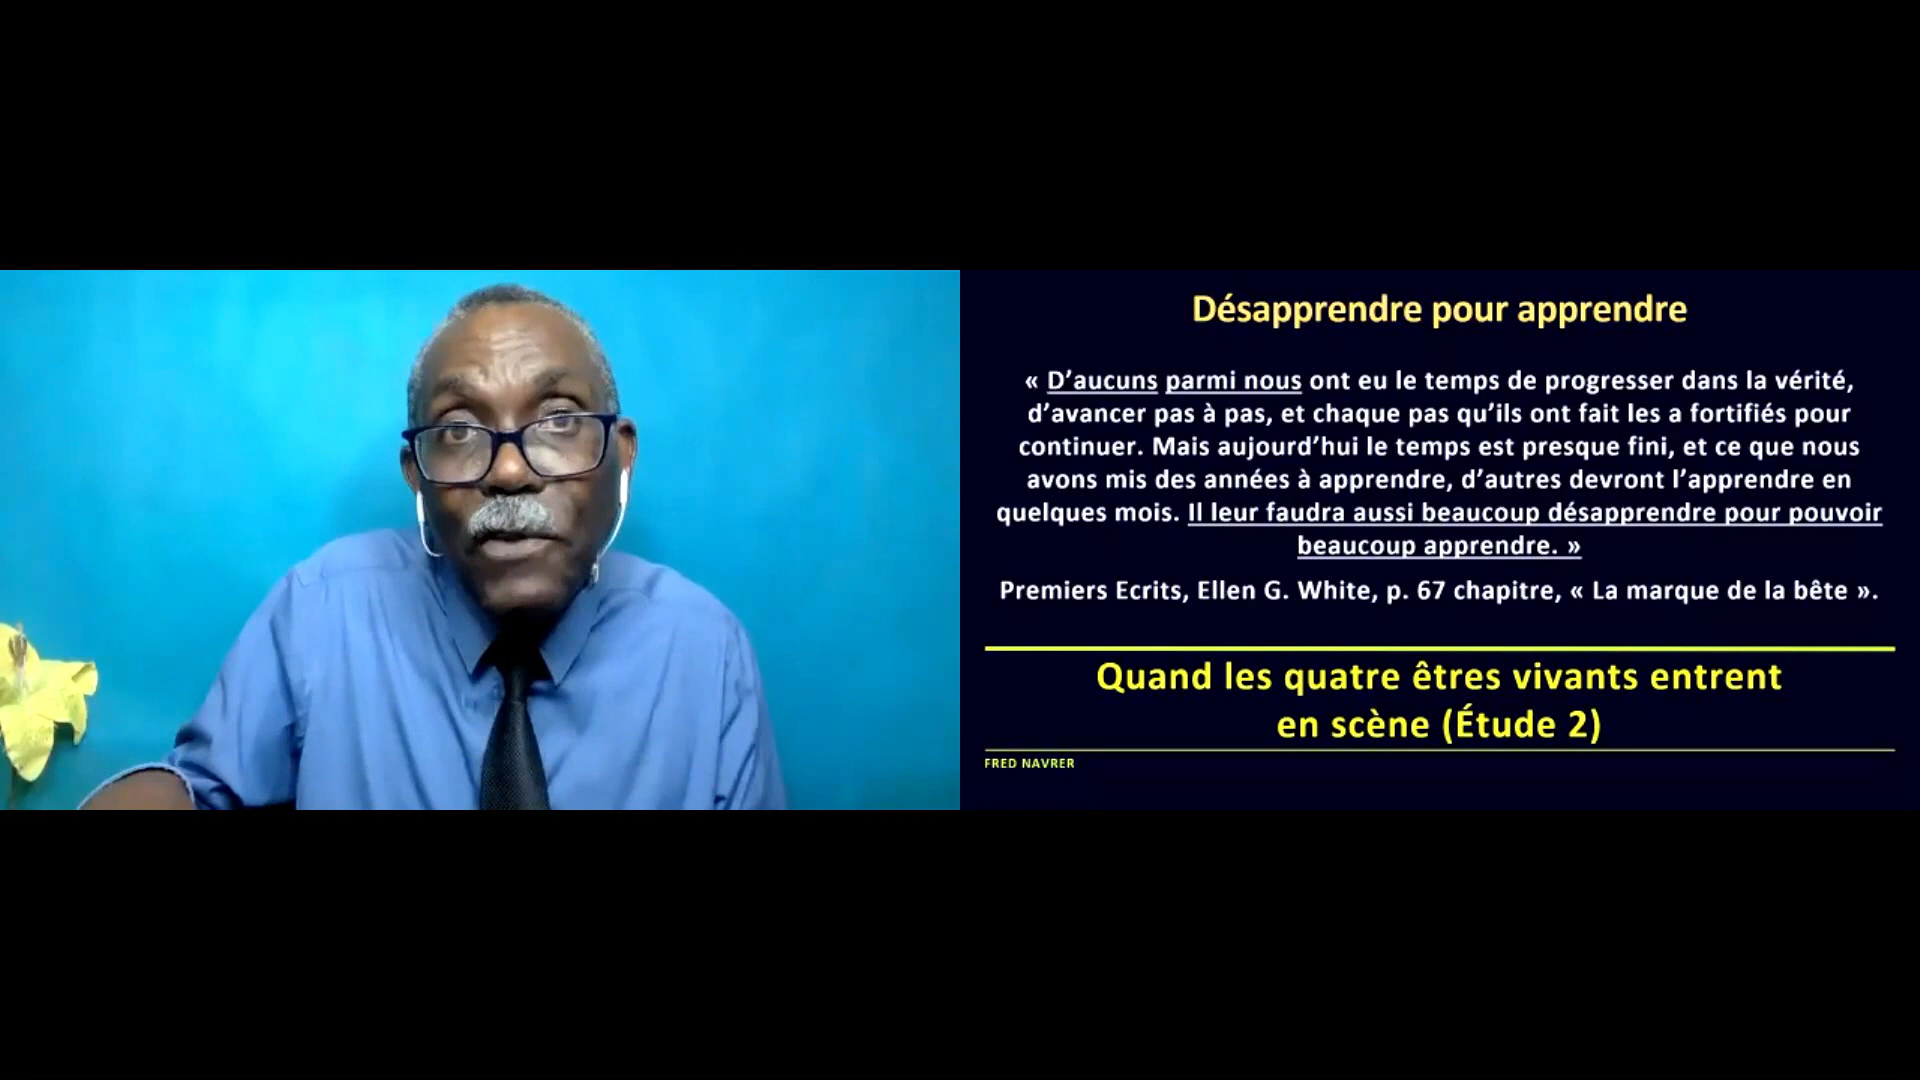 Désapprendre pour apprendre
« D’aucuns parmi nous ont eu le temps de progresser dans la vérité,
d’avancer pas à pas, et chaque pas qu’ils ont fait les a fortifiés pour
continuer. Mais aujourd’hui le temps est presque fini, et ce que nous
avons mis des années à apprendre, d’autres devront l’apprendre en
quelques mois. Il leur faudra aussi beaucoup désapprendre pour pouvoir
beaucoup apprendre. »
Premiers Ecrits, Ellen G. White, p. 67 chapitre, « La marque de la bête ».
Quand les quatre êtres vivants entrent
en scène (Étude 2)
FRED NAVRER